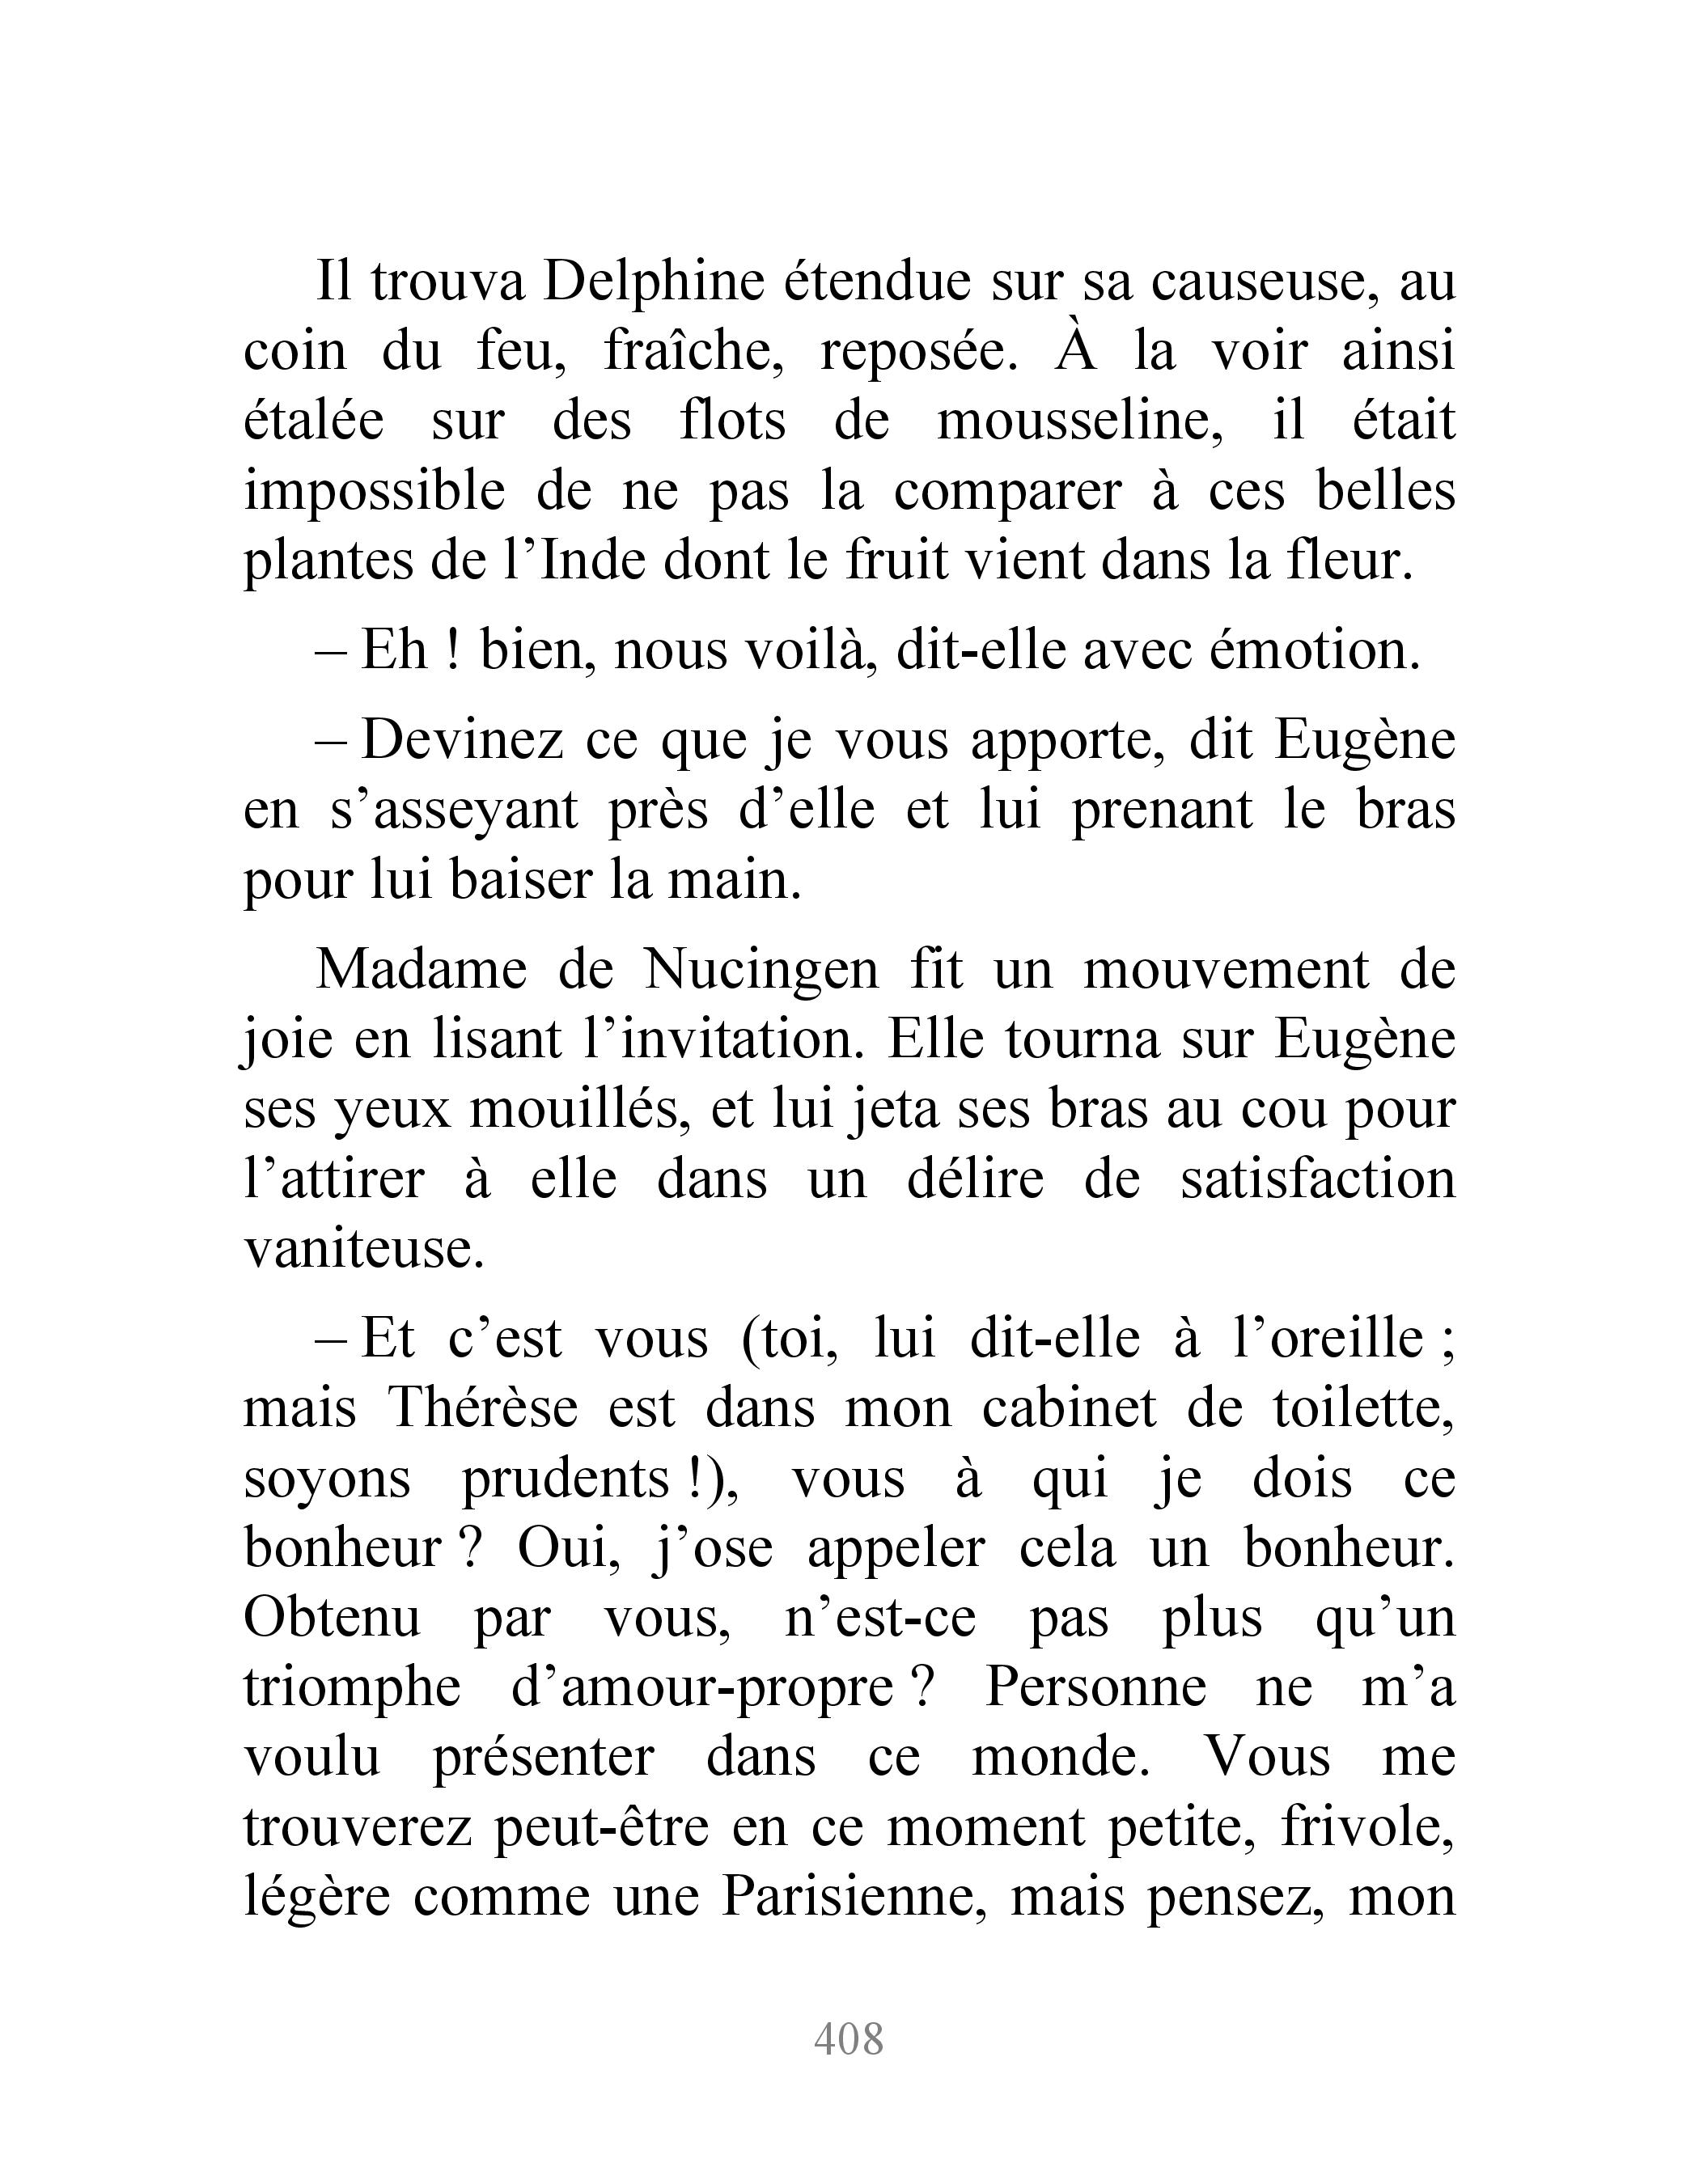 Il trouva Delphine étendue sur sa causeuse, au
coin du feu, fraîche, reposée. À la voir ainsi
étalée sur des flots de mousseline, il était
impossible de ne pas la comparer à ces belles
plantes de l’Inde dont le fruit vient dans la fleur.
– Eh ! bien, nous voilà, dit-elle avec émotion.
– Devinez ce que je vous apporte, dit Eugène
en s’asseyant près d’elle et lui prenant le bras
pour lui baiser la main.
Madame de Nucingen fit un mouvement de
joie en lisant l’invitation. Elle tourna sur Eugène
ses yeux mouillés, et lui jeta ses bras au cou pour
l’attirer à elle dans un délire de satisfaction
vaniteuse.
– Et c’est vous (toi, lui dit-elle à l’oreille ;
mais Thérèse est dans mon cabinet de toilette,
soyons prudents !), vous à qui je dois ce
bonheur ? Oui, j’ose appeler cela un bonheur.
Obtenu par vous, n’est-ce pas plus qu’un
triomphe d’amour-propre ? Personne ne m’a
voulu présenter dans ce monde. Vous me
trouverez peut-être en ce moment petite, frivole,
légère comme une Parisienne, mais pensez, mon
408